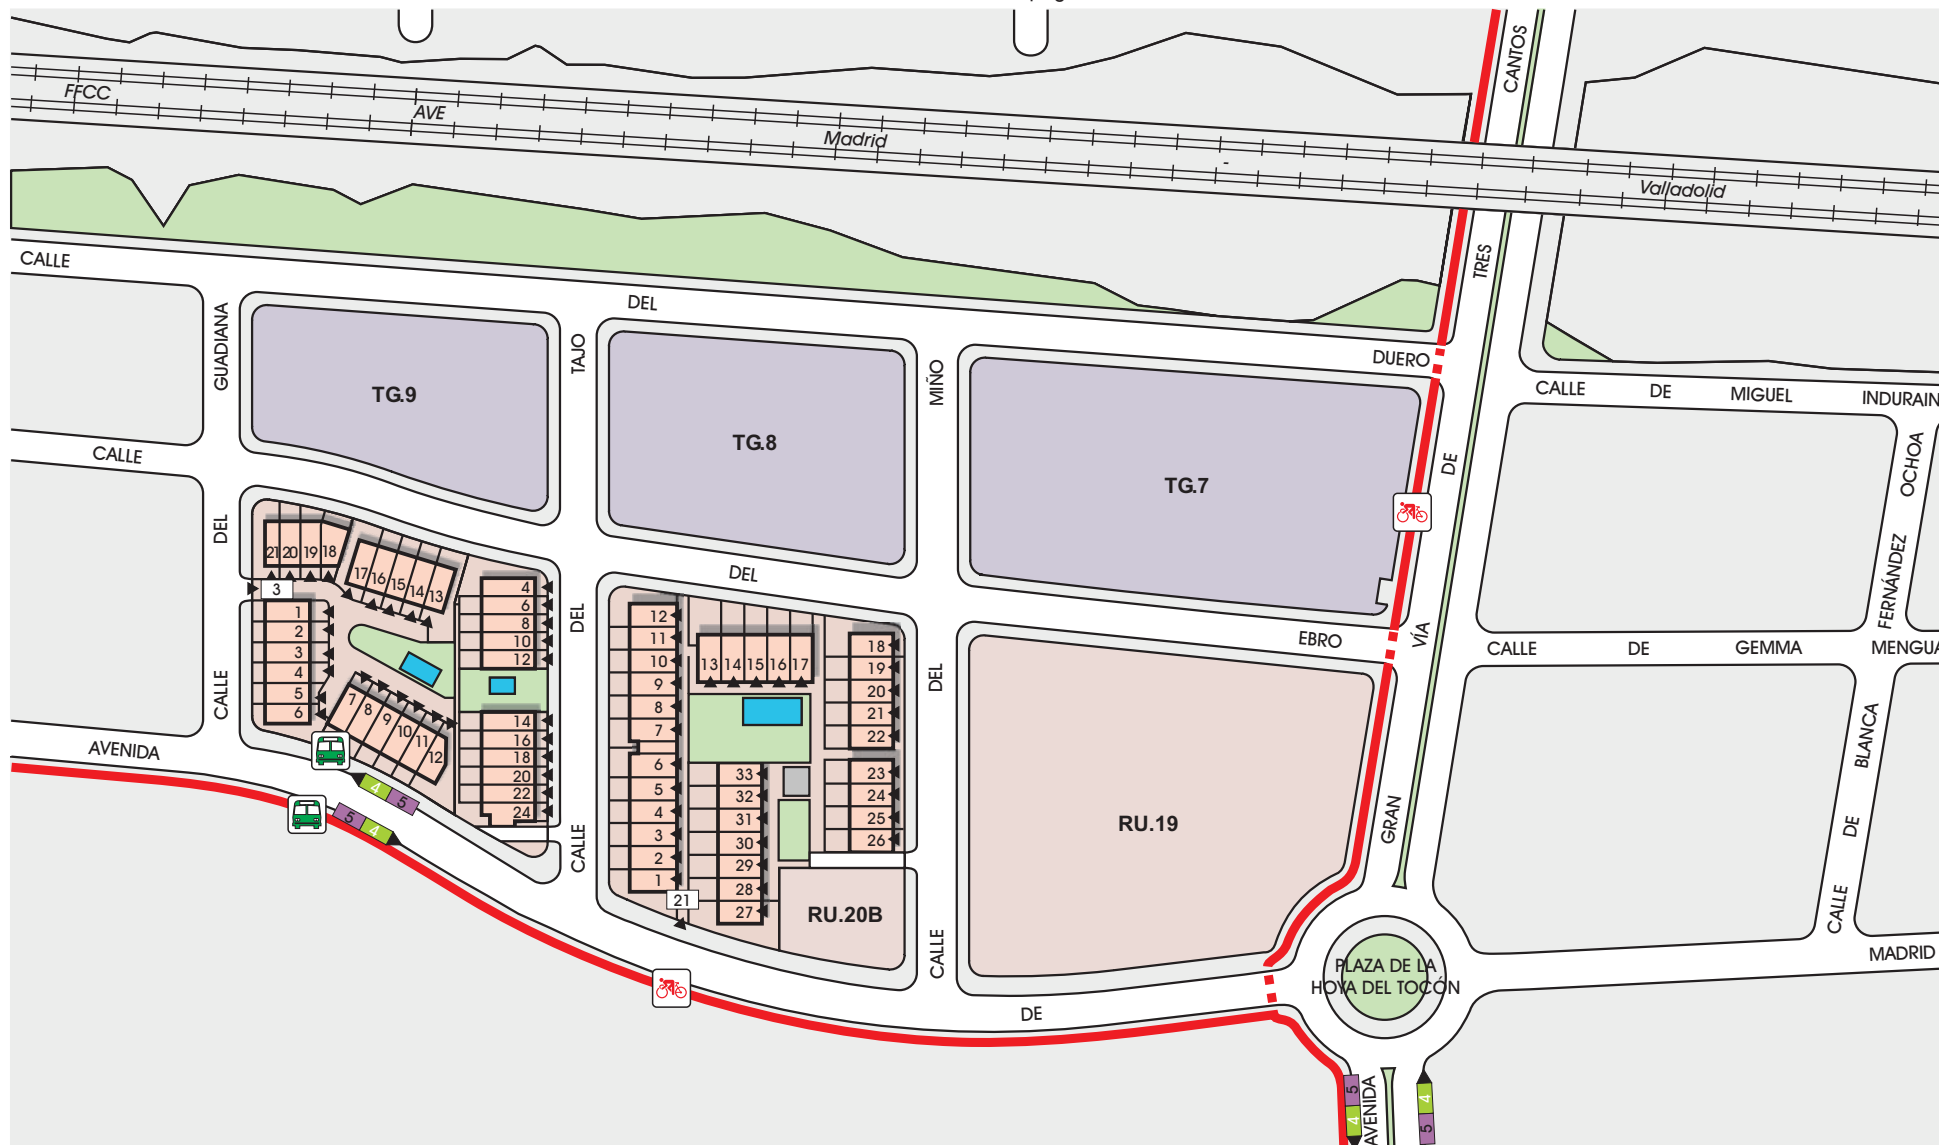 CANTOS
FFCC
AVE
Madrid
-
Valladolid
CALLE
DEL
TRES
GUADIANA
TAJO
MIÑO
DUERO
CALLE DE MIGUEL INDURAIN
TG.9
TG.8
TG.7
DE
OCHOA
CALLE
DEL
DEL
EBRO
VÍA
FERNÁNDEZ
CALLE DE GEMMA MENGUA
21 20 19 18
17 16 15 14 13
3
1
2
3
4
5
6
7 8 9 10 11 12
4
6
8
10
12
14
16
18
20
22
24
DEL
CALLE
DEL
CALLE
12
11
10
9
8
7
6
5
4
3
2
1
21
13 14 15 16 17
18
19
20
21
22
23
24
25
26
33
32
31
30
29
28
27
RU.20B
RU.19
DEL
CALLE
GRAN
BLANCA
DE
CALLE
AVENIDA
4 5
5 4
DE
MADRID
PLAZA DE LA
HOYA DEL TOCÓN
5 4
AVENIDA
4 5